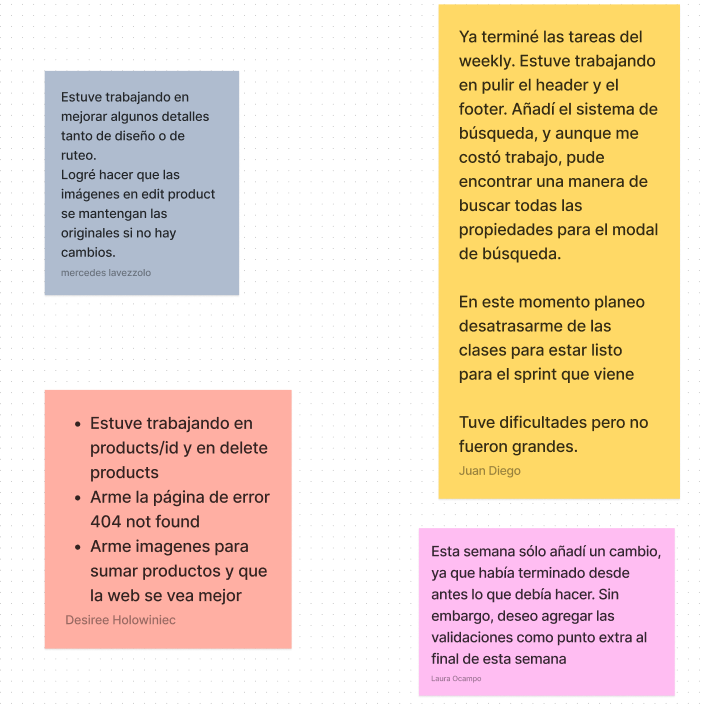 Estuve trabajando en
mejorar algunos detalles
tanto de diseño o de
ruteo.
Logré hacer que las
imágenes en edit product
se mantengan las
originales si no hay
cambios.
mercedes lavezzolo
Ya terminé las tareas del
weekly. Estuve trabajando
en pulir el header y el
footer. Añadí el sistema de
búsqueda, y aunque me
costó trabajo, pude
encontrar una manera de
buscar todas las
propiedades para el modal
de búsqueda.
En este momento planeo
desatrasarme de las
clases para estar listo
para el sprint que viene
Tuve dificultades pero no
fueron grandes.
Juan Diego
• Estuve trabajando en
products/id y en delete
products
• Arme la página de error
404 not found
• Arme imagenes para
sumar productos y que
la web se vea mejor
Desiree Holowiniec
Esta semana sólo añadí un cambio,
ya que había terminado desde
antes lo que debía hacer. Sin
embargo, deseo agregar las
validaciones como punto extra al
final de esta semana
Laura Ocampo